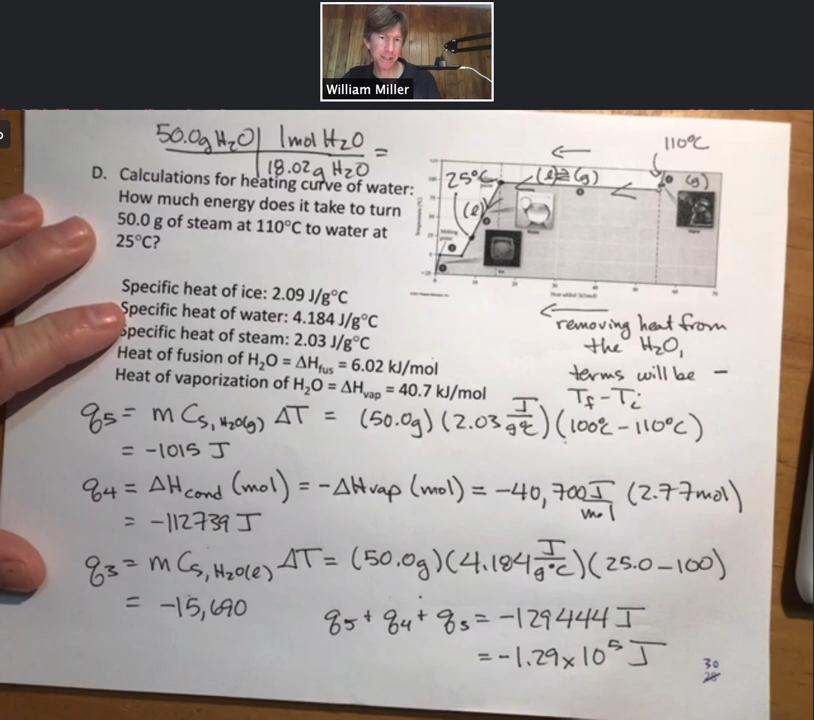 William Miller
50.0g H2O | 1mol H2O =
18.02g H2O
110°C
25°C
(l)⇌(g)
(g)
(l)
D. Calculations for heating curve of water:
How much energy does it take to turn
50.0 g of steam at 110°C to water at
25°C?
Specific heat of ice: 2.09 J/g°C
Specific heat of water: 4.184 J/g°C
Specific heat of steam: 2.03 J/g°C
Heat of fusion of H2O = ΔHfus = 6.02 kJ/mol
Heat of vaporization of H2O = ΔHvap = 40.7 kJ/mol
removing heat from
the H2O,
terms will be −
Tf − Ti
q5 = m Cs, H2O(g) ΔT = (50.0g) (2.03 J/g°C) (100°C − 110°C)
= −1015 J
q4 = ΔHcond (mol) = −ΔHvap (mol) = −40,700 J/mol (2.77mol)
= −112739 J
q3 = m Cs, H2O(l) ΔT = (50.0g)(4.184 J/g°C)(25.0 − 100)
= −15,690
q5 + q4 + q3 = −129444 J
= −1.29 x 10^5 J
30
28